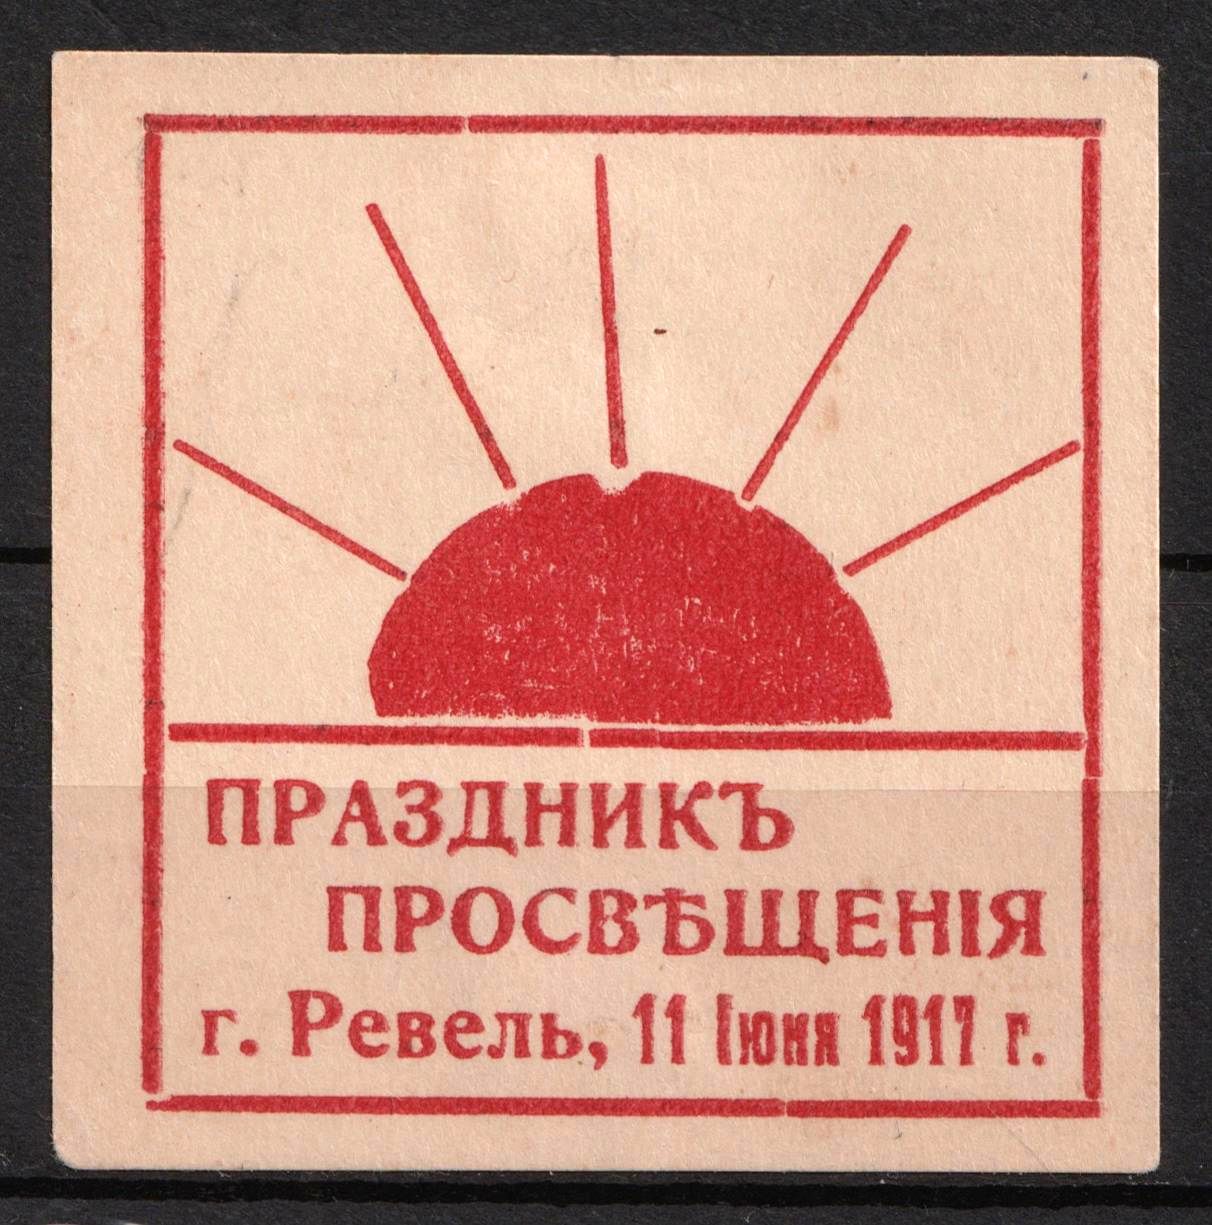 ПРАЗДНИКЪ
ПРОСВѢЩЕНІЯ
г. Ревель, 11 Іюня 1917 г.